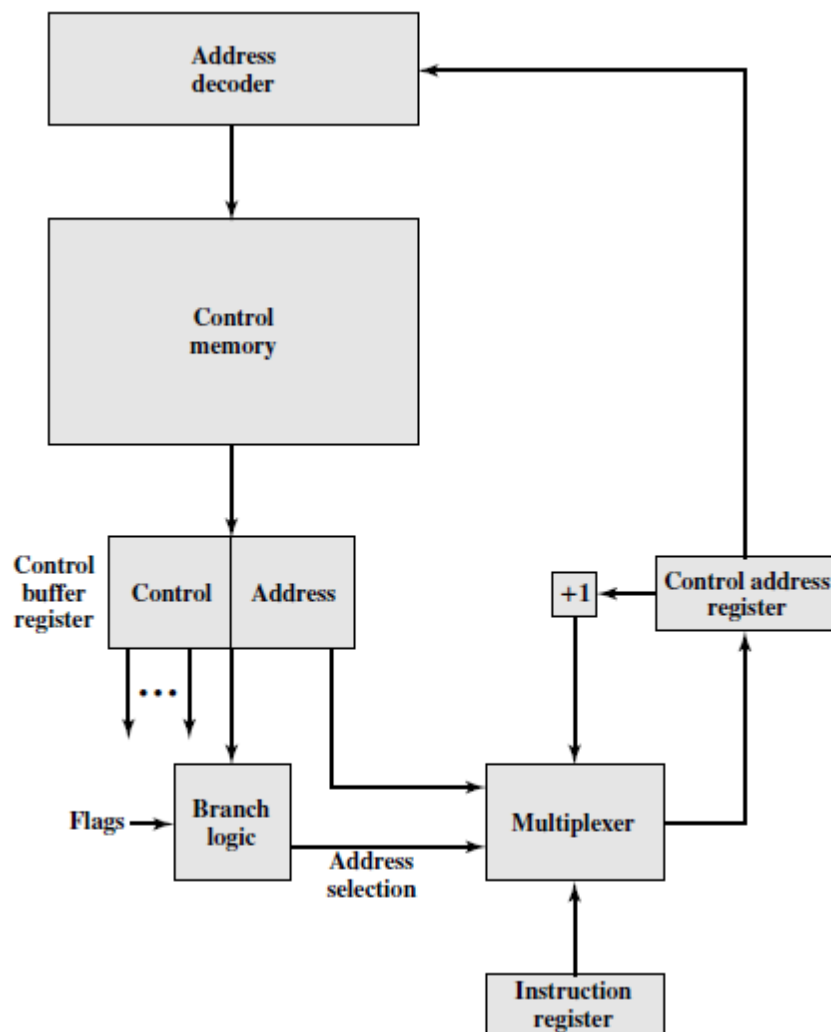 Address
decoder
Control
memory
Control
buffer
register
Control
Address
+1
Control address
register
...
Flags
Branch
logic
Address
selection
Multiplexer
Instruction
register